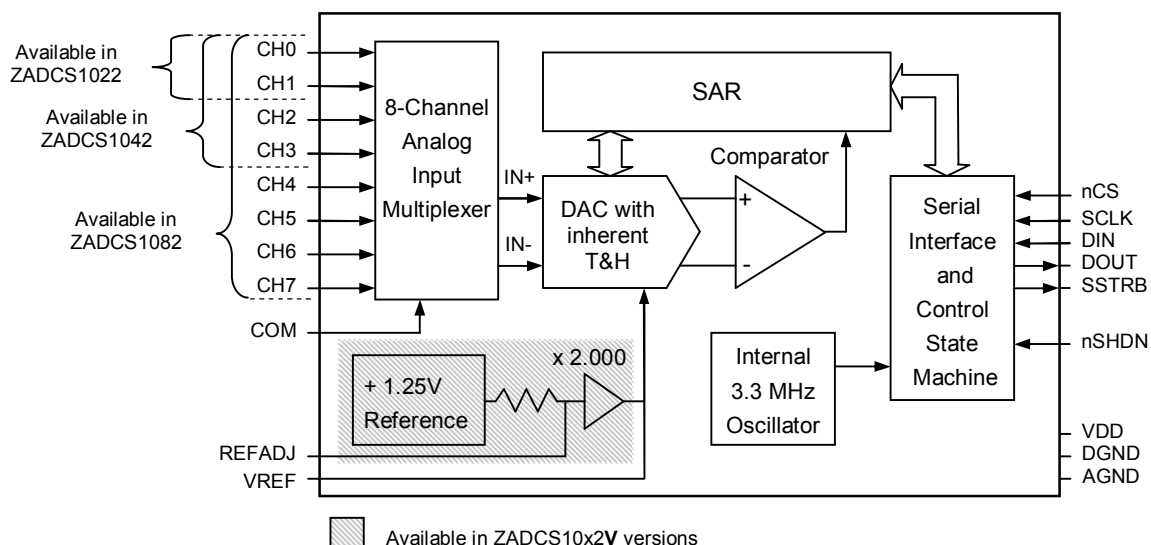 Available in
ZADCS1022
Available in
ZADCS1042
Available in
ZADCS1082
CH0
CH1
CH2
CH3
CH4
CH5
CH6
CH7
COM
REFADJ
VREF
8-Channel
Analog
Input
Multiplexer
IN+
IN-
SAR
DAC with
inherent
T&H
Comparator
+
-
x 2.000
+ 1.25V
Reference
Internal
3.3 MHz
Oscillator
Serial
Interface
and
Control
State
Machine
nCS
SCLK
DIN
DOUT
SSTRB
nSHDN
VDD
DGND
AGND
Available in ZADCS10x2V versions